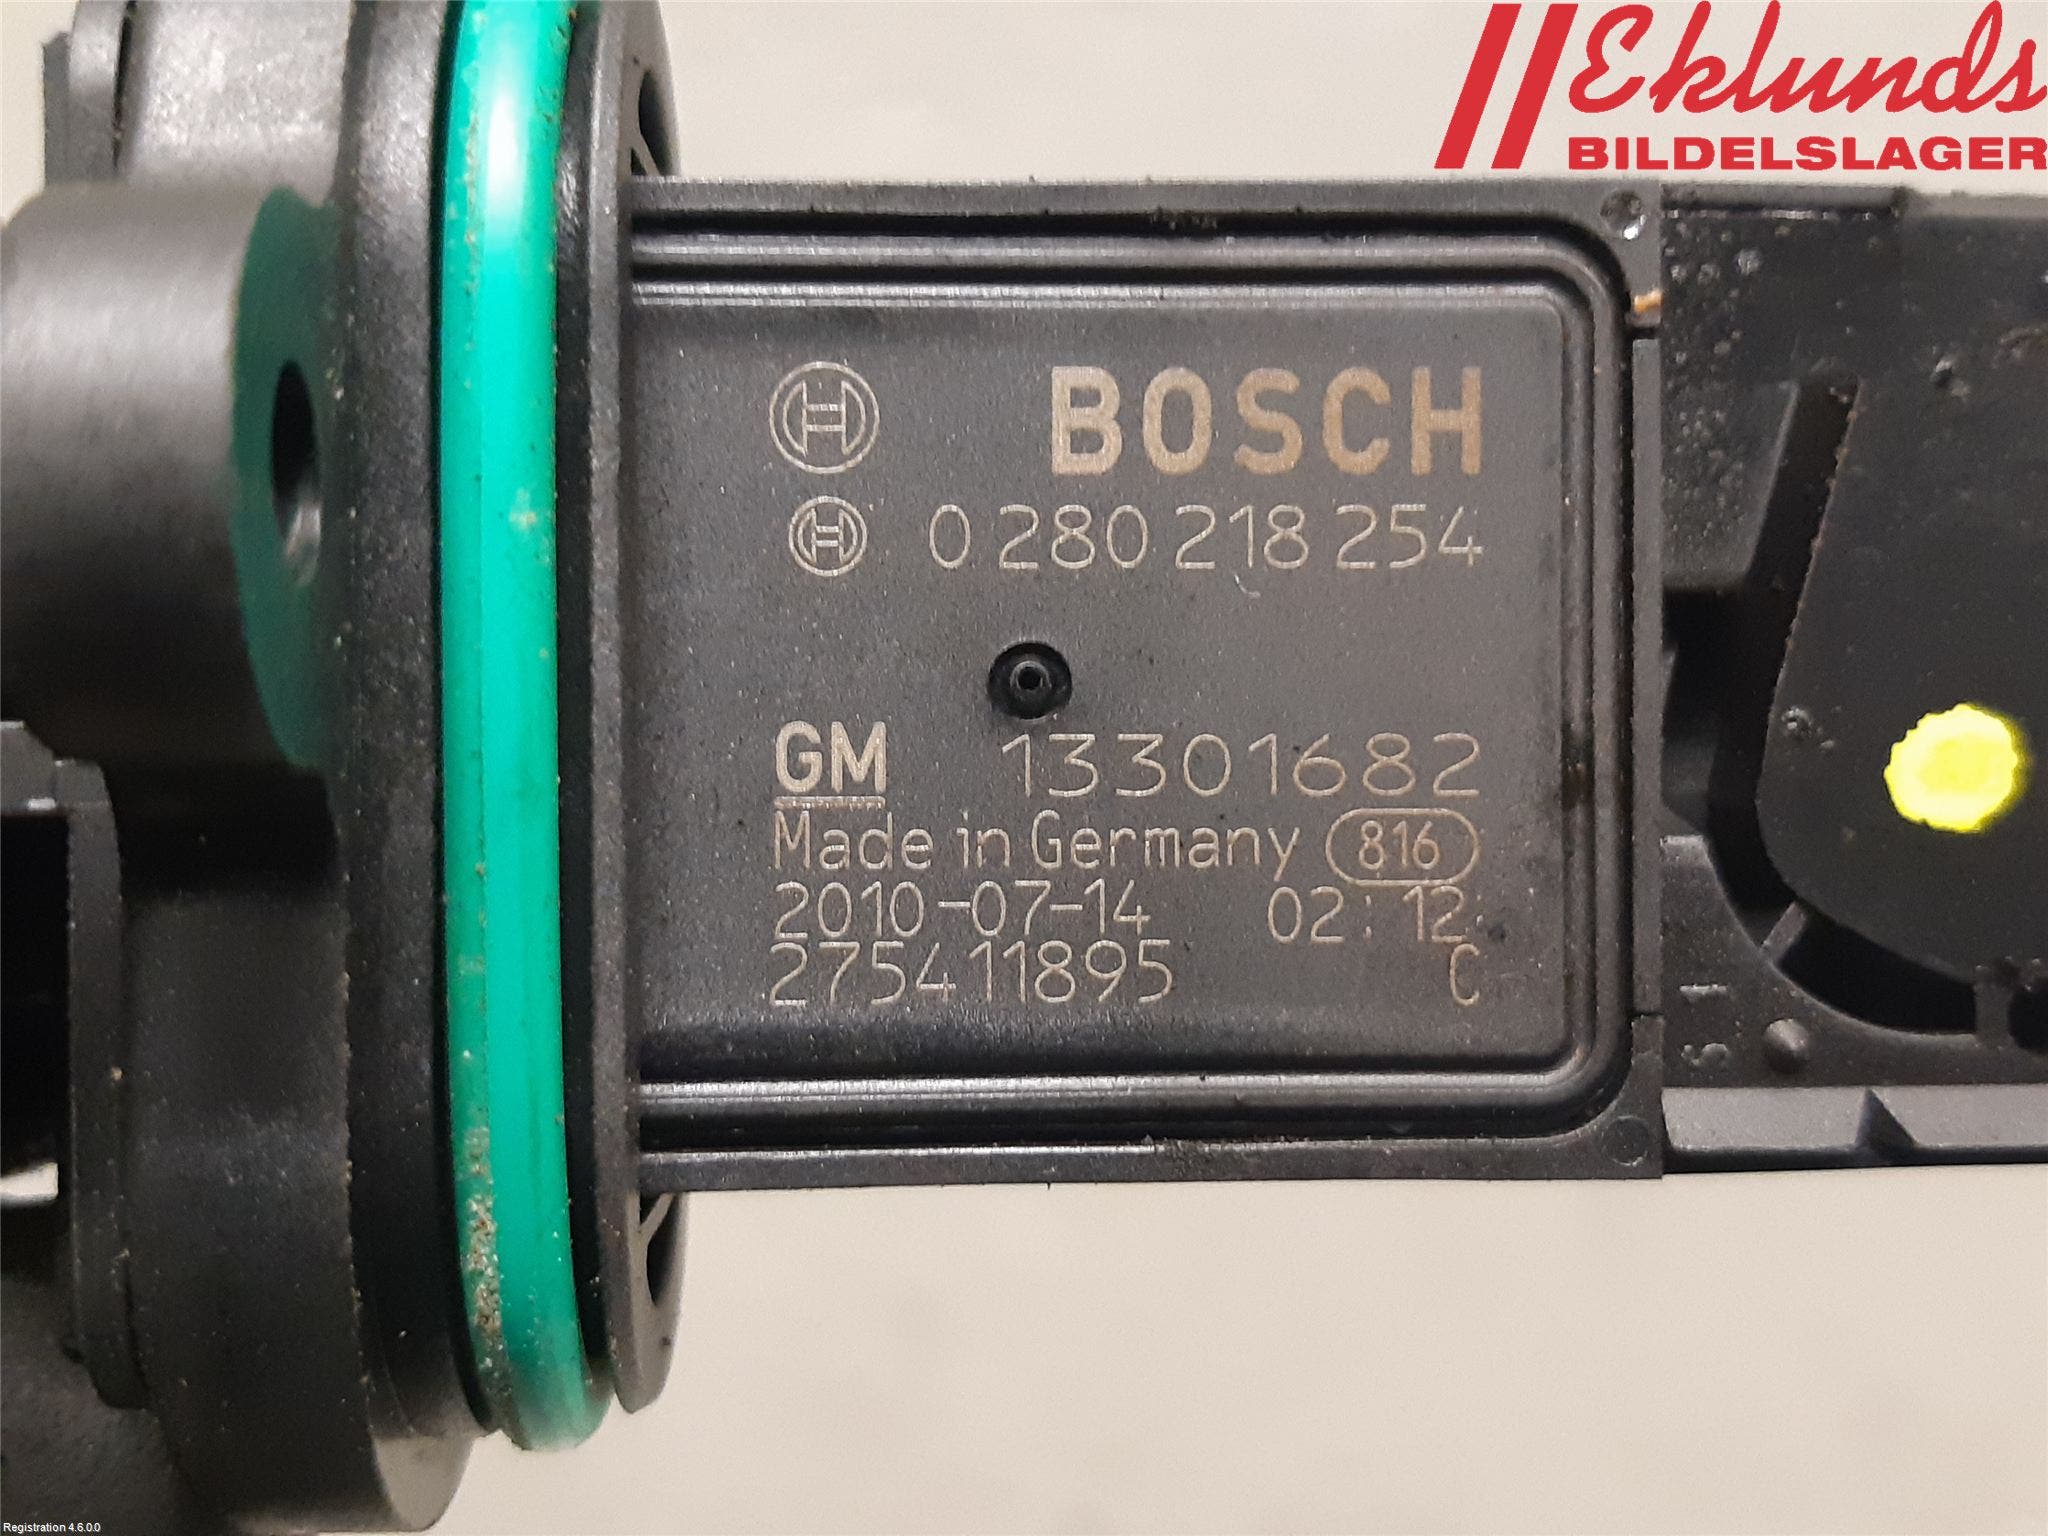 Eklunds
BILDELSLAGER
BOSCH
0 280 218 254
GM 13301682
Made in Germany 816
2010-07-14 02:12
275411895 C
S 1
Registration 4.6.0.0